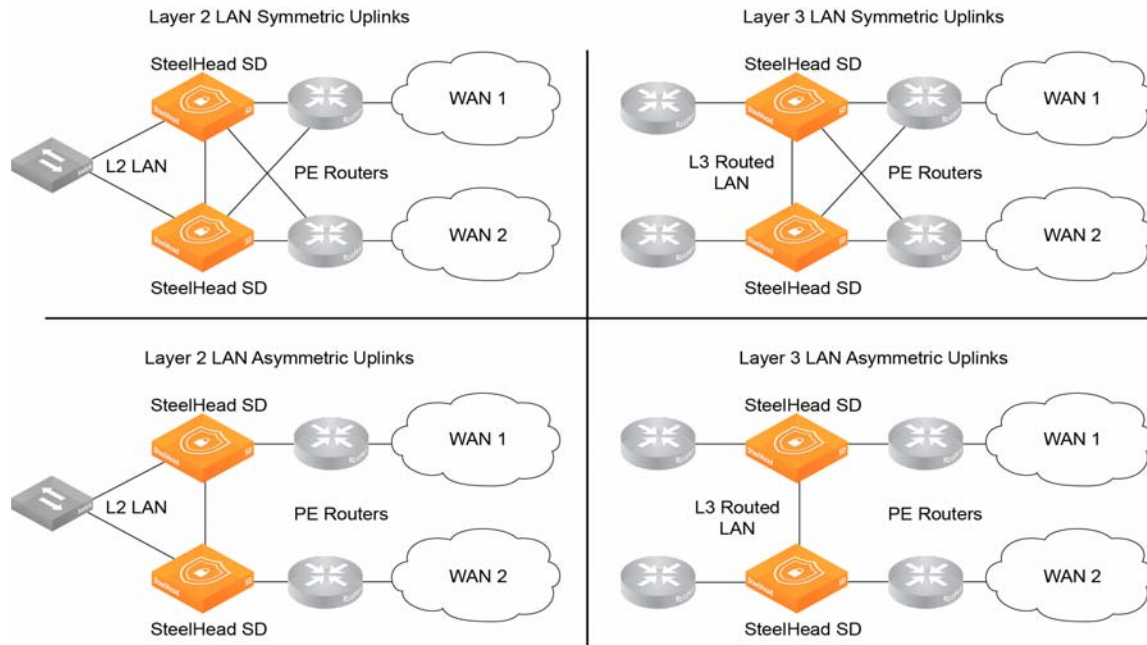 Layer 2 LAN Symmetric Uplinks
SteelHead SD
WAN 1
L2 LAN
PE Routers
WAN 2
SteelHead SD
Layer 3 LAN Symmetric Uplinks
SteelHead SD
WAN 1
L3 Routed
LAN
PE Routers
WAN 2
SteelHead SD
Layer 2 LAN Asymmetric Uplinks
SteelHead SD
WAN 1
L2 LAN
PE Routers
WAN 2
SteelHead SD
Layer 3 LAN Asymmetric Uplinks
SteelHead SD
WAN 1
L3 Routed
LAN
PE Routers
WAN 2
SteelHead SD